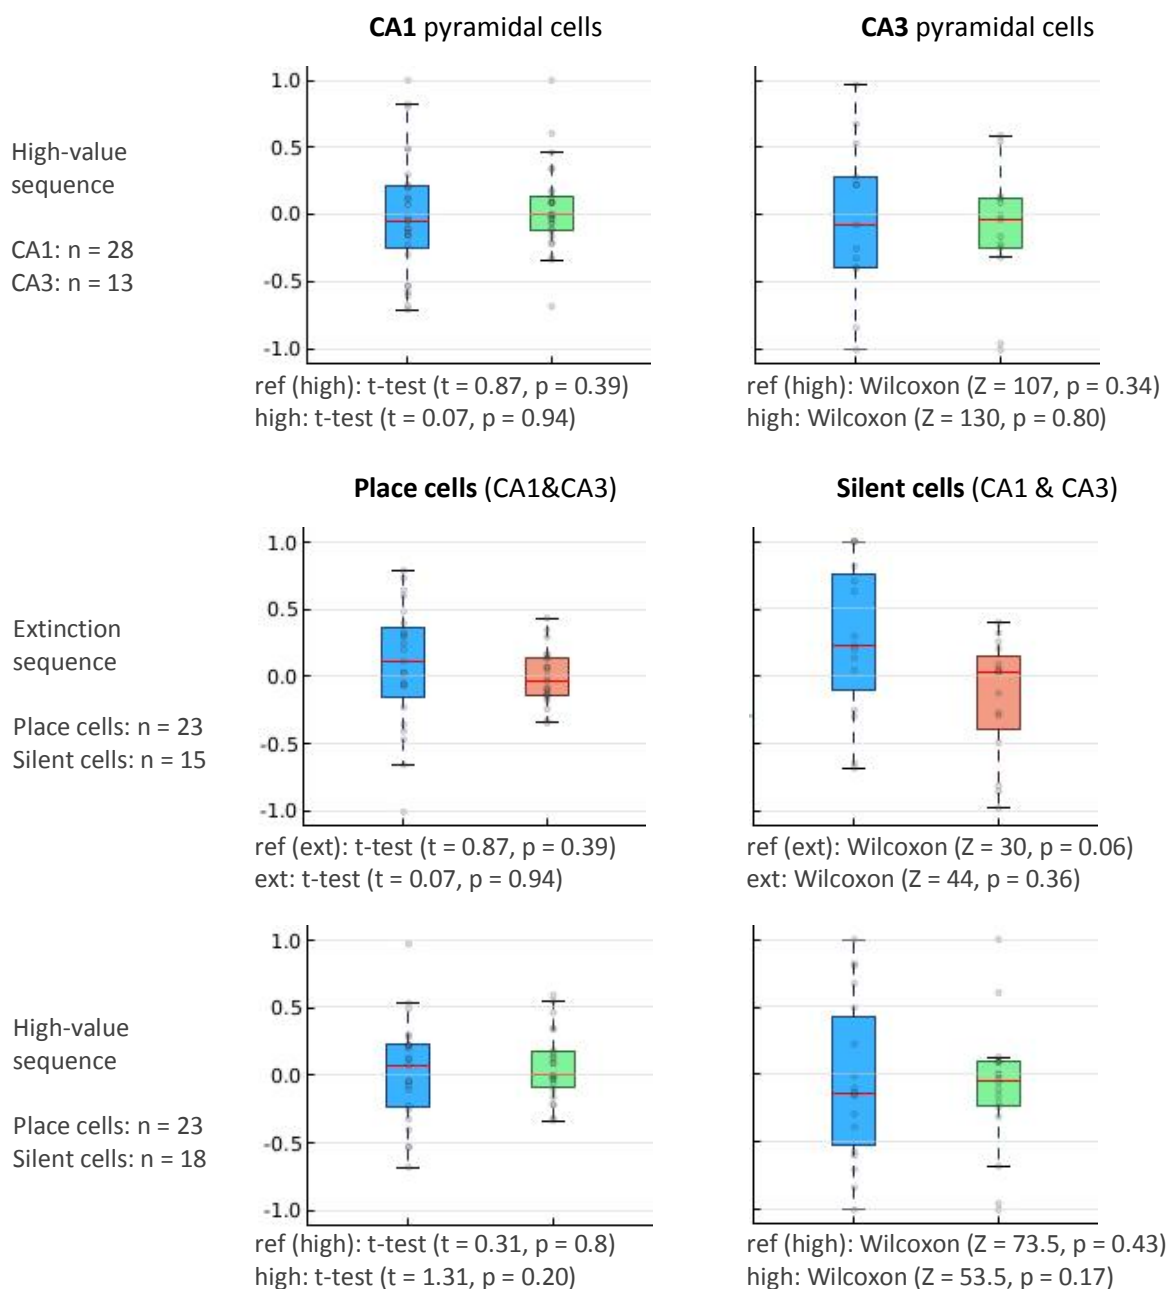 CA1 pyramidal cells
CA3 pyramidal cells
High-value
sequence
CA1: n = 28
CA3: n = 13
1.0
0.5
0.0
-0.5
-1.0
ref (high): t-test (t = 0.87, p = 0.39)
high: t-test (t = 0.07, p = 0.94)
ref (high): Wilcoxon (Z = 107, p = 0.34)
high: Wilcoxon (Z = 130, p = 0.80)
Place cells (CA1&CA3)
Silent cells (CA1 & CA3)
Extinction
sequence
Place cells: n = 23
Silent cells: n = 15
1.0
0.5
0.0
-0.5
-1.0
ref (ext): t-test (t = 0.87, p = 0.39)
ext: t-test (t = 0.07, p = 0.94)
ref (ext): Wilcoxon (Z = 30, p = 0.06)
ext: Wilcoxon (Z = 44, p = 0.36)
High-value
sequence
Place cells: n = 23
Silent cells: n = 18
1.0
0.5
0.0
-0.5
-1.0
ref (high): t-test (t = 0.31, p = 0.8)
high: t-test (t = 1.31, p = 0.20)
ref (high): Wilcoxon (Z = 73.5, p = 0.43)
high: Wilcoxon (Z = 53.5, p = 0.17)